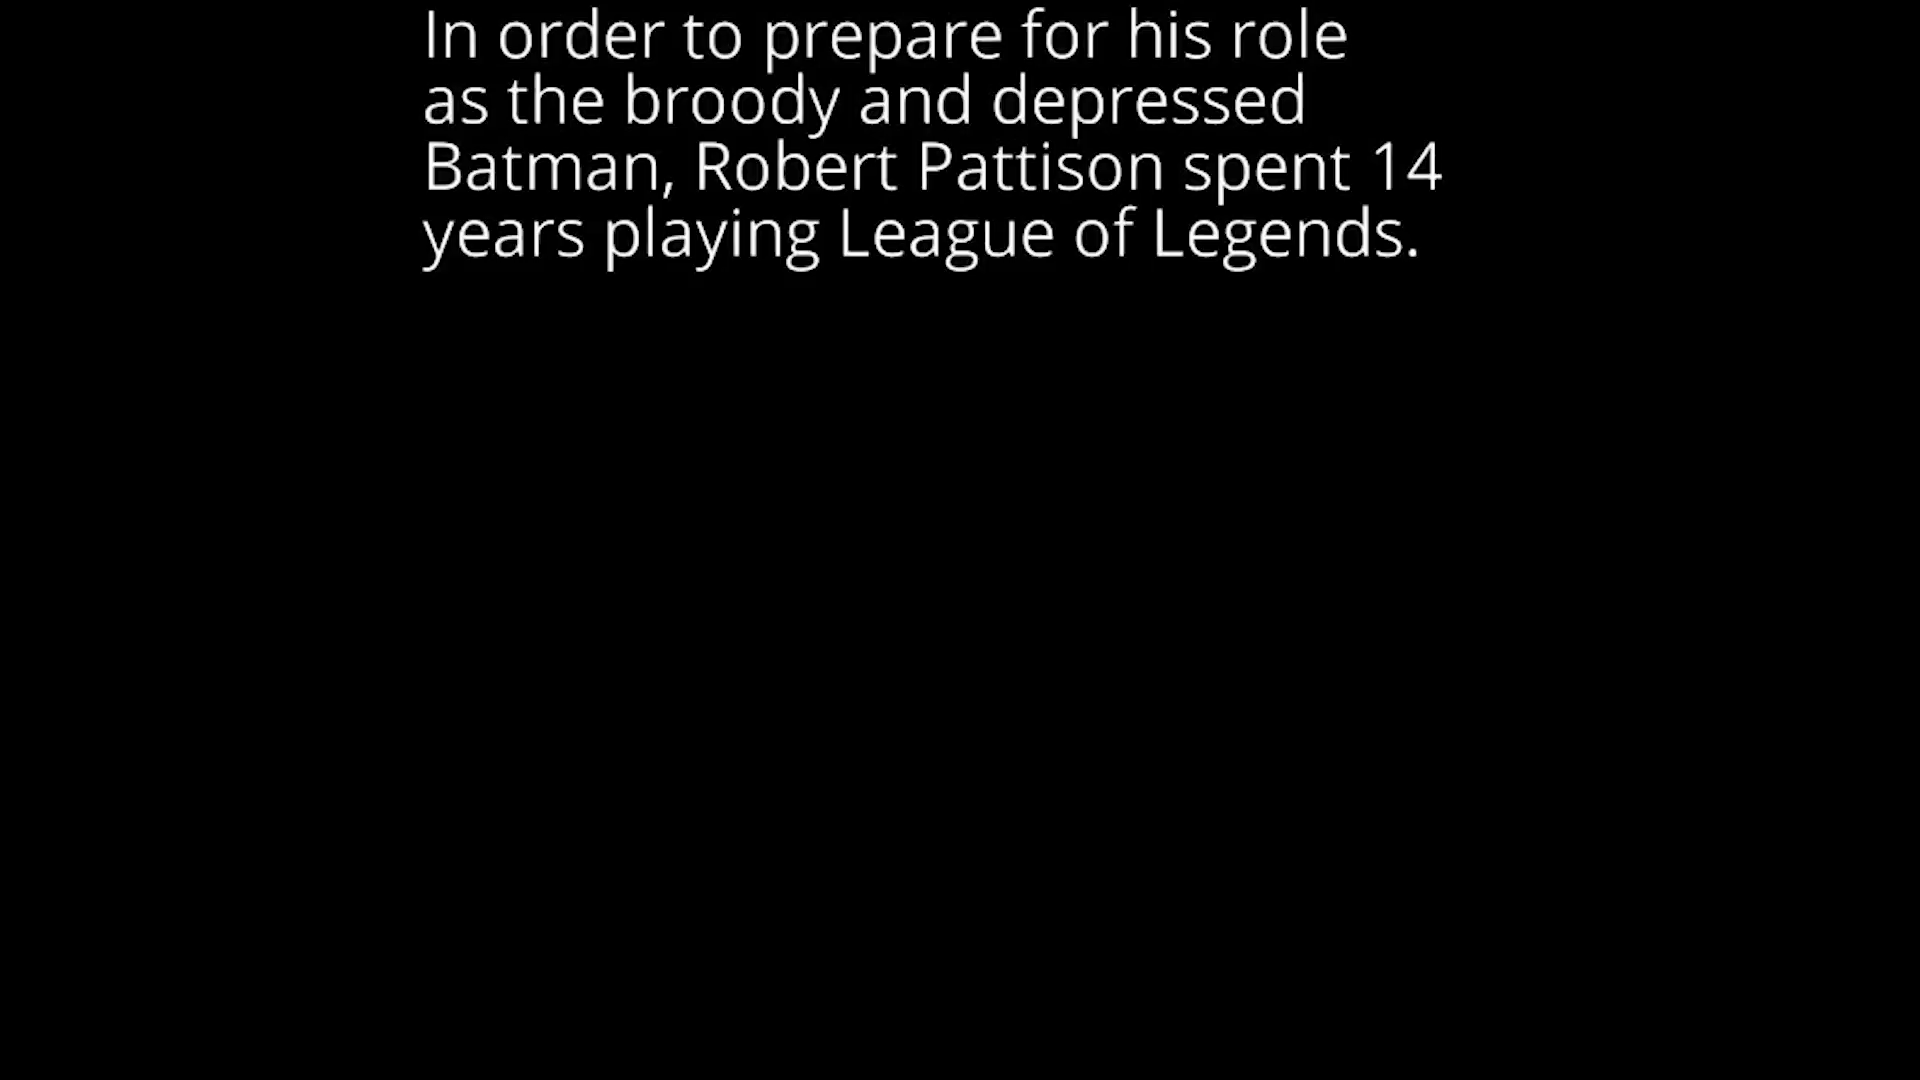 In order to prepare for his role
as the broody and depressed
Batman, Robert Pattison spent 14
years playing League of Legends.